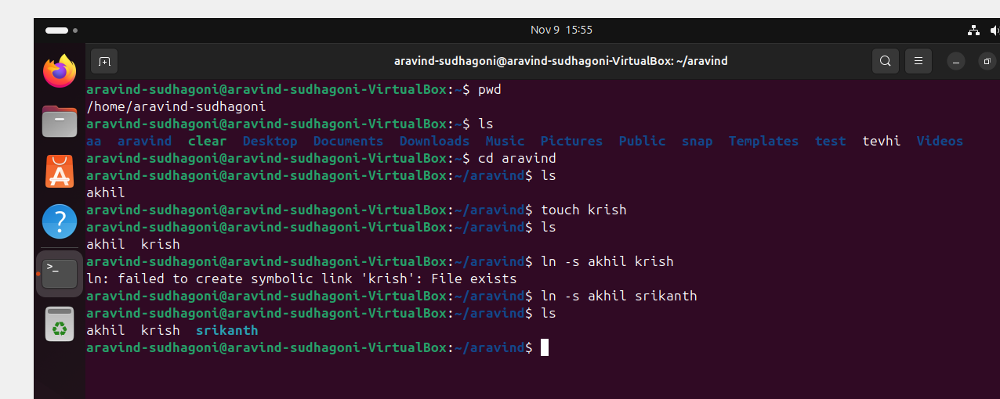 Nov 9 15:55
aravind-sudhagoni@aravind-sudhagoni-VirtualBox: ~/aravind
aravind-sudhagoni@aravind-sudhagoni-VirtualBox:~$ pwd
/home/aravind-sudhagoni
aravind-sudhagoni@aravind-sudhagoni-VirtualBox:~$ ls
aa aravind clear Desktop Documents Downloads Music Pictures Public snap Templates test tevhi Videos
aravind-sudhagoni@aravind-sudhagoni-VirtualBox:~$ cd aravind
aravind-sudhagoni@aravind-sudhagoni-VirtualBox:~/aravind$ ls
akhil
aravind-sudhagoni@aravind-sudhagoni-VirtualBox:~/aravind$ touch krish
aravind-sudhagoni@aravind-sudhagoni-VirtualBox:~/aravind$ ls
akhil krish
aravind-sudhagoni@aravind-sudhagoni-VirtualBox:~/aravind$ ln -s akhil krish
ln: failed to create symbolic link 'krish': File exists
aravind-sudhagoni@aravind-sudhagoni-VirtualBox:~/aravind$ ln -s akhil srikanth
aravind-sudhagoni@aravind-sudhagoni-VirtualBox:~/aravind$ ls
akhil krish srikanth
aravind-sudhagoni@aravind-sudhagoni-VirtualBox:~/aravind$